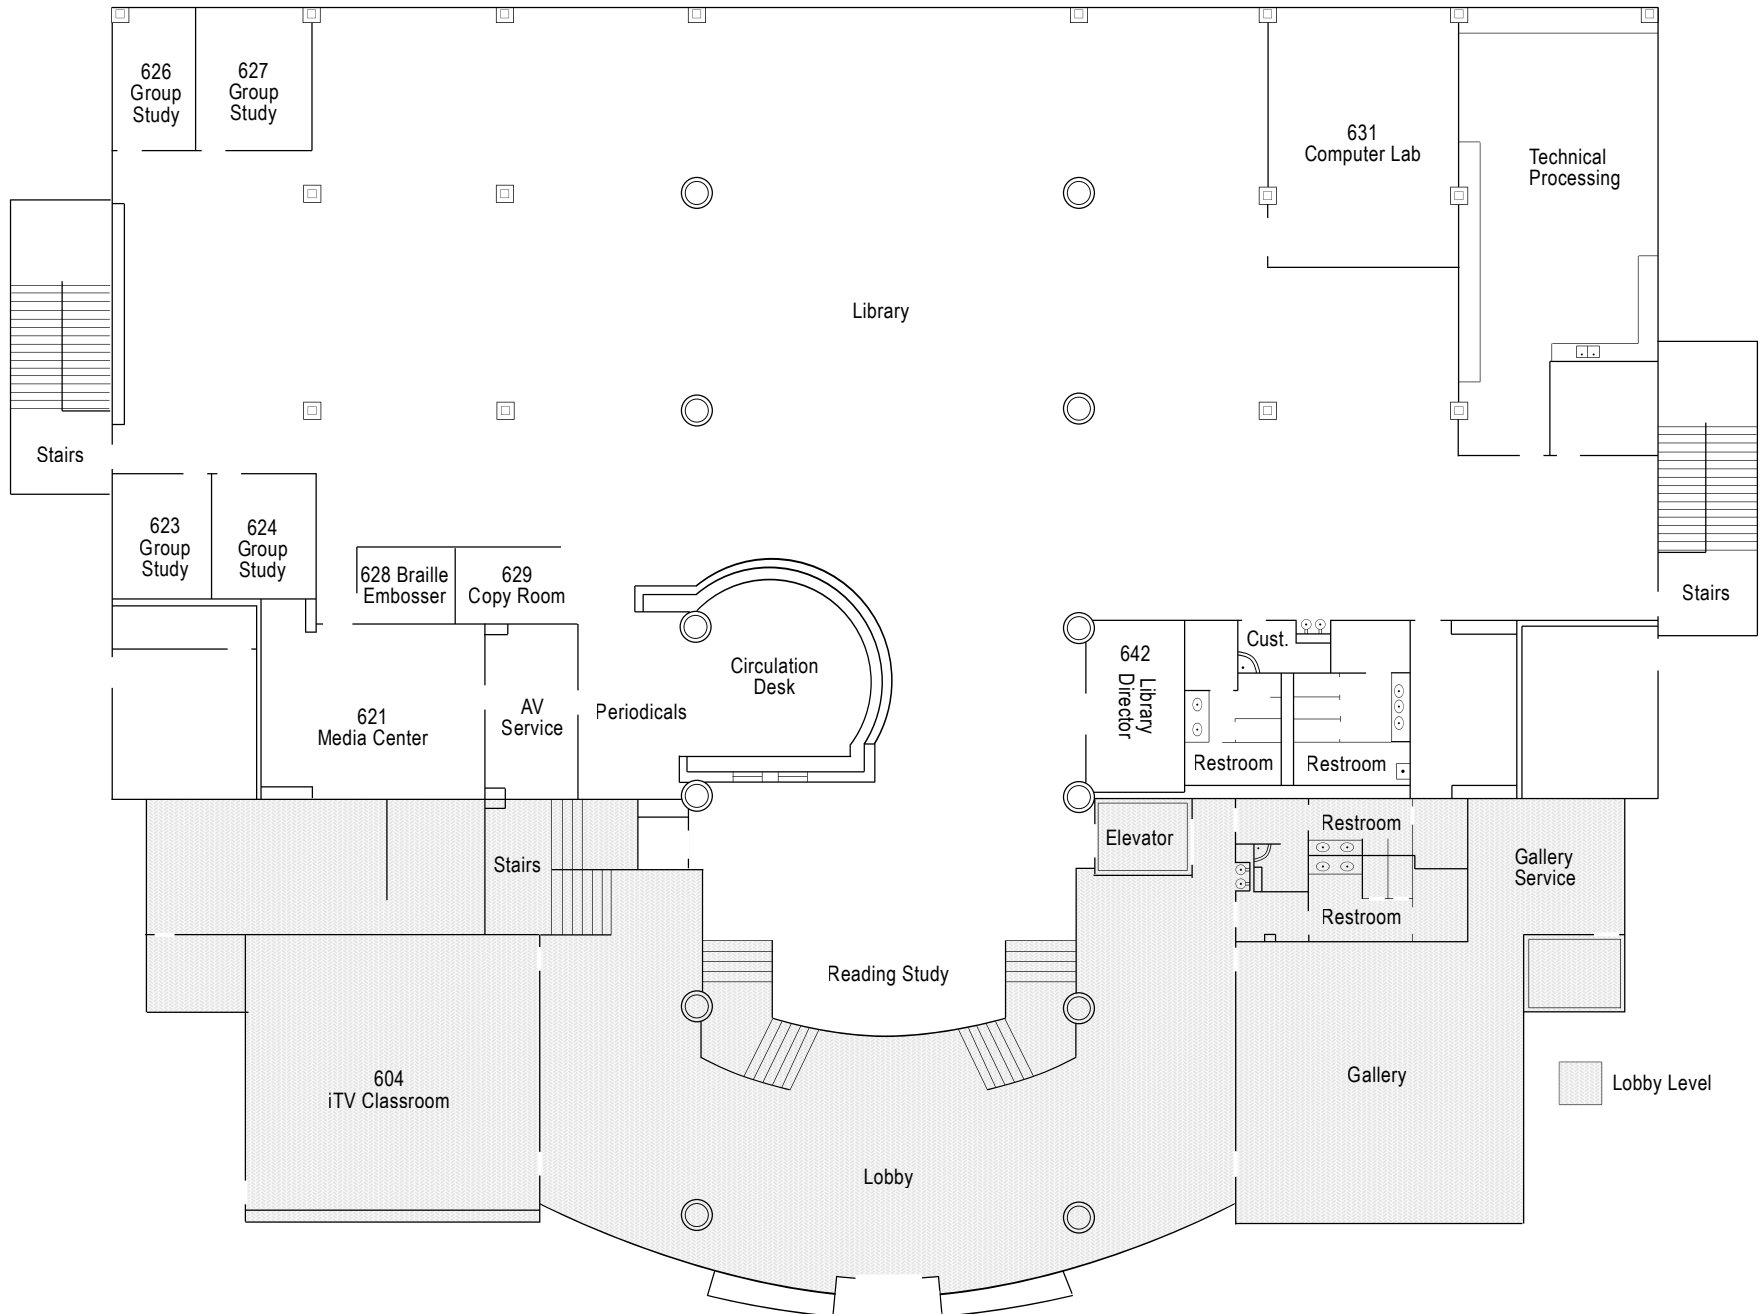 626
Group
Study
627
Group
Study
631
Computer Lab
Technical
Processing
Library
Stairs
623
Group
Study
624
Group
Study
628 Braille
Embosser
629
Copy Room
Stairs
Circulation
Desk
Periodicals
AV
Service
621
Media Center
642
Library
Director
Cust.
Restroom
Restroom
Stairs
Elevator
Restroom
Restroom
Gallery
Service
Reading Study
604
iTV Classroom
Gallery
Lobby Level
Lobby